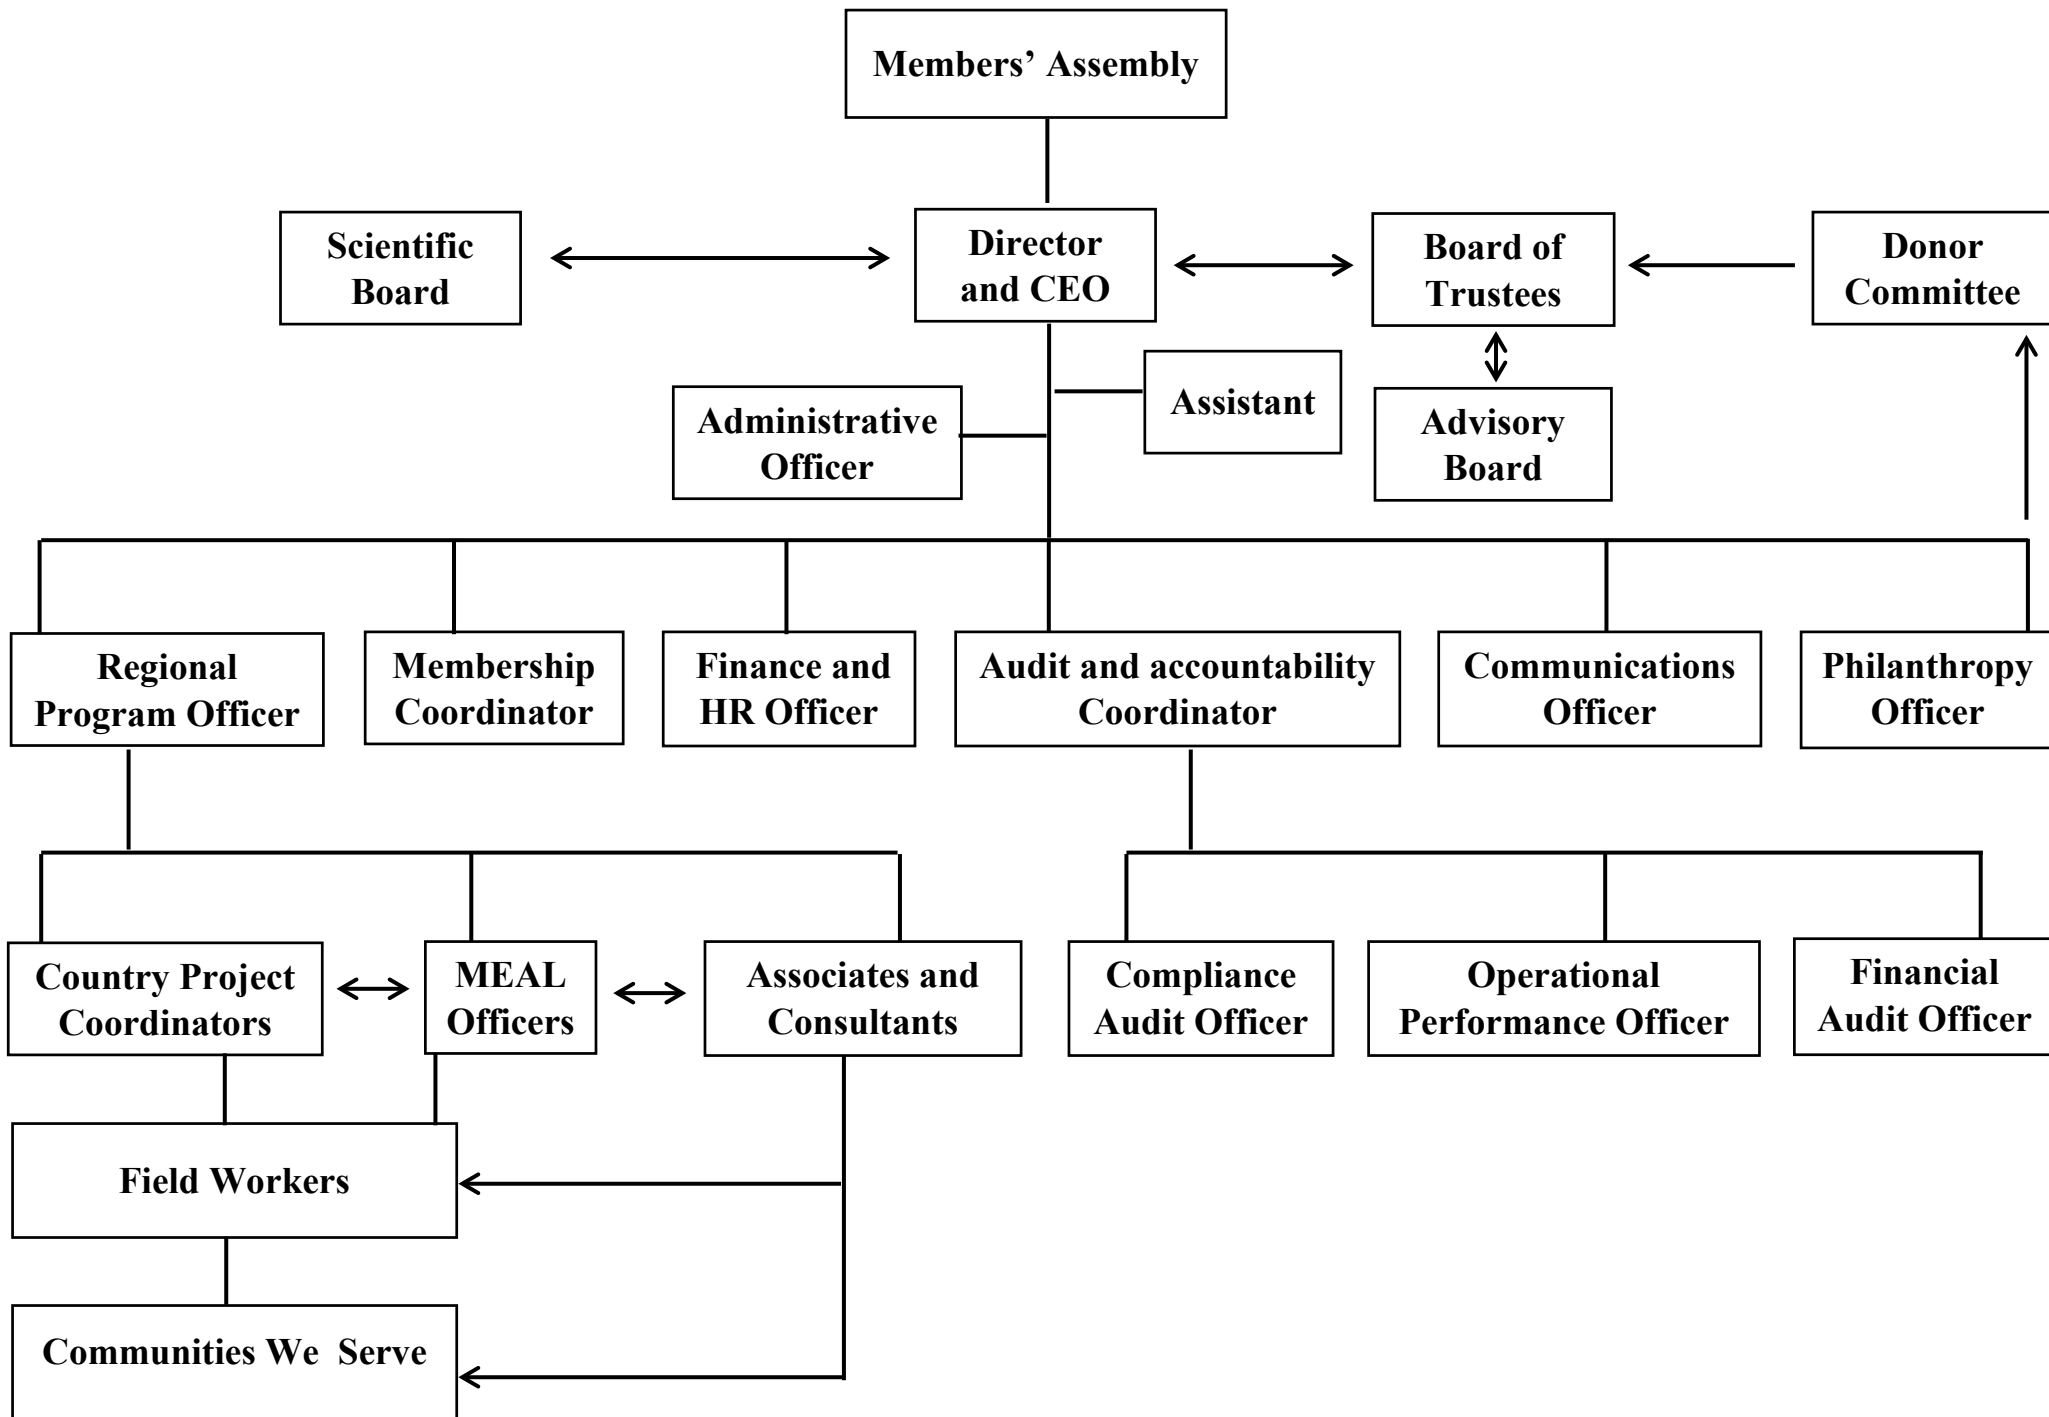 Members’ Assembly
Scientific
Board
Director
and CEO
Board of
Trustees
Donor
Committee
Administrative
Officer
Assistant
Advisory
Board
Regional
Program Officer
Membership
Coordinator
Finance and
HR Officer
Audit and accountability
Coordinator
Communications
Officer
Philanthropy
Officer
Country Project
Coordinators
MEAL
Officers
Associates and
Consultants
Compliance
Audit Officer
Operational
Performance Officer
Financial
Audit Officer
Field Workers
Communities We  Serve